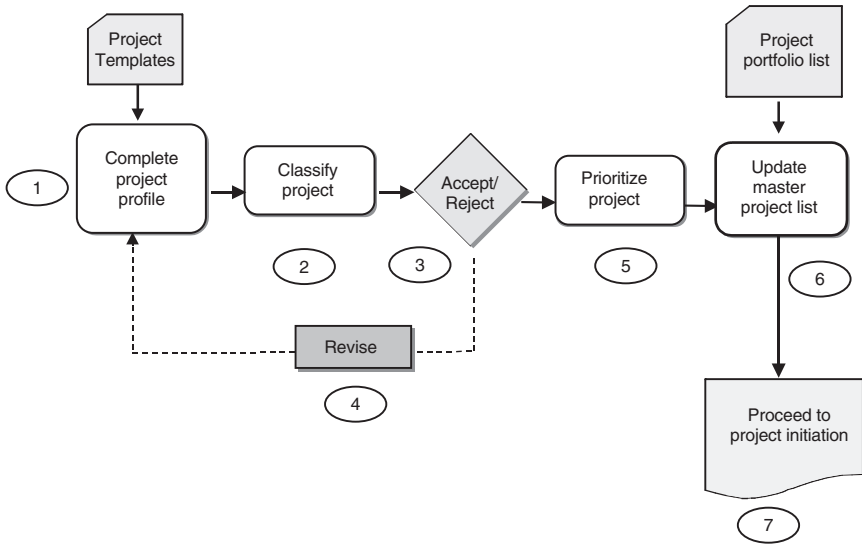 Project
Templates
Project
portfolio list
Complete
project
profile
Classify
project
Accept/
Reject
Prioritize
project
Update
master
project list
1
2
3
5
6
Revise
4
Proceed to
project initiation
7